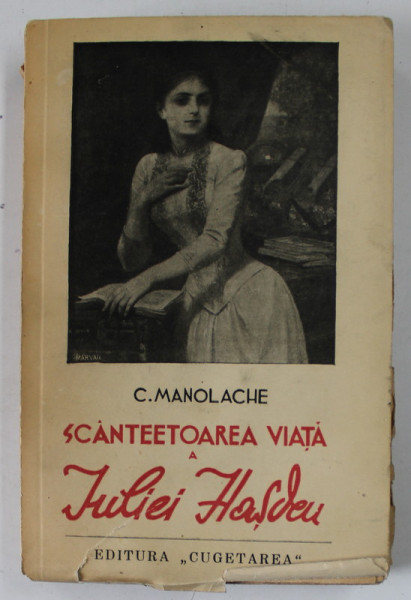 C. MANOLACHE
SCÂNTEETOAREA VIAȚĂ
A
Iuliei Hașdeu
EDITURA „CUGETAREA"